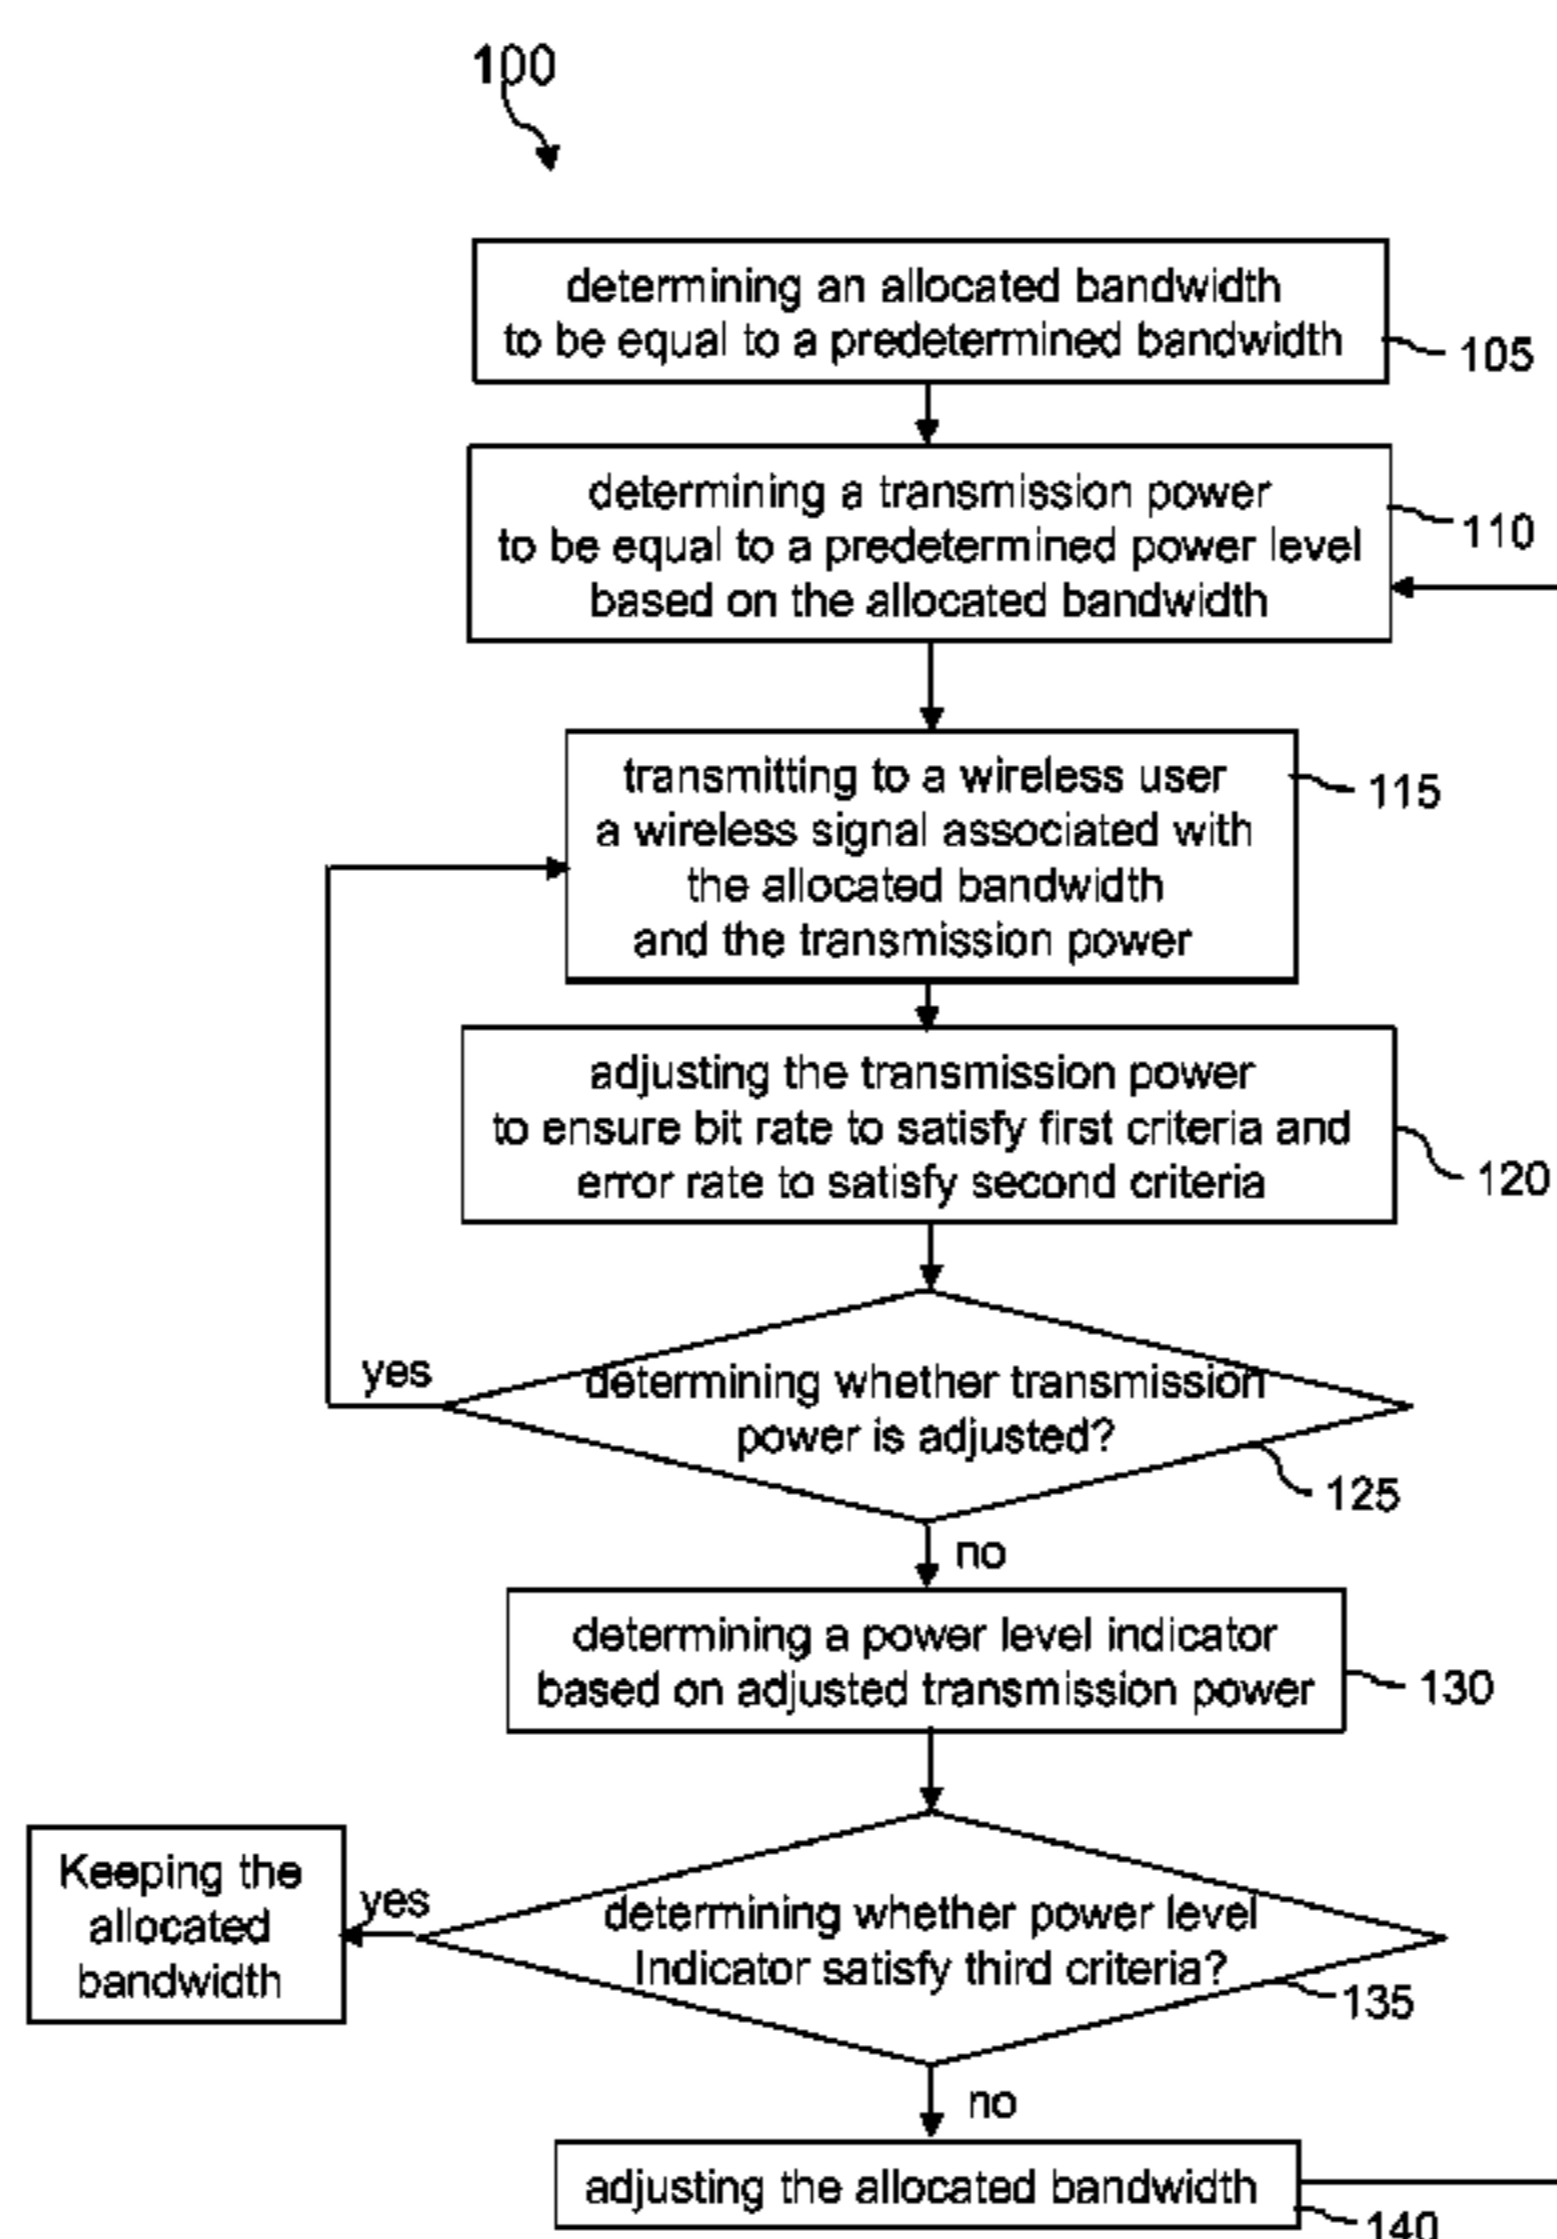 100
determining an allocated bandwidth
to be equal to a predetermined bandwidth
105
determining a transmission power
to be equal to a predetermined power level
based on the allocated bandwidth
110
transmitting to a wireless user
a wireless signal associated with
the allocated bandwidth
and the transmission power
115
adjusting the transmission power
to ensure bit rate to satisfy first criteria and
error rate to satisfy second criteria
120
yes
determining whether transmission
power is adjusted?
125
no
determining a power level indicator
based on adjusted transmission power
130
Keeping the
allocated
bandwidth
yes
determining whether power level
Indicator satisfy third criteria?
135
no
adjusting the allocated bandwidth
140